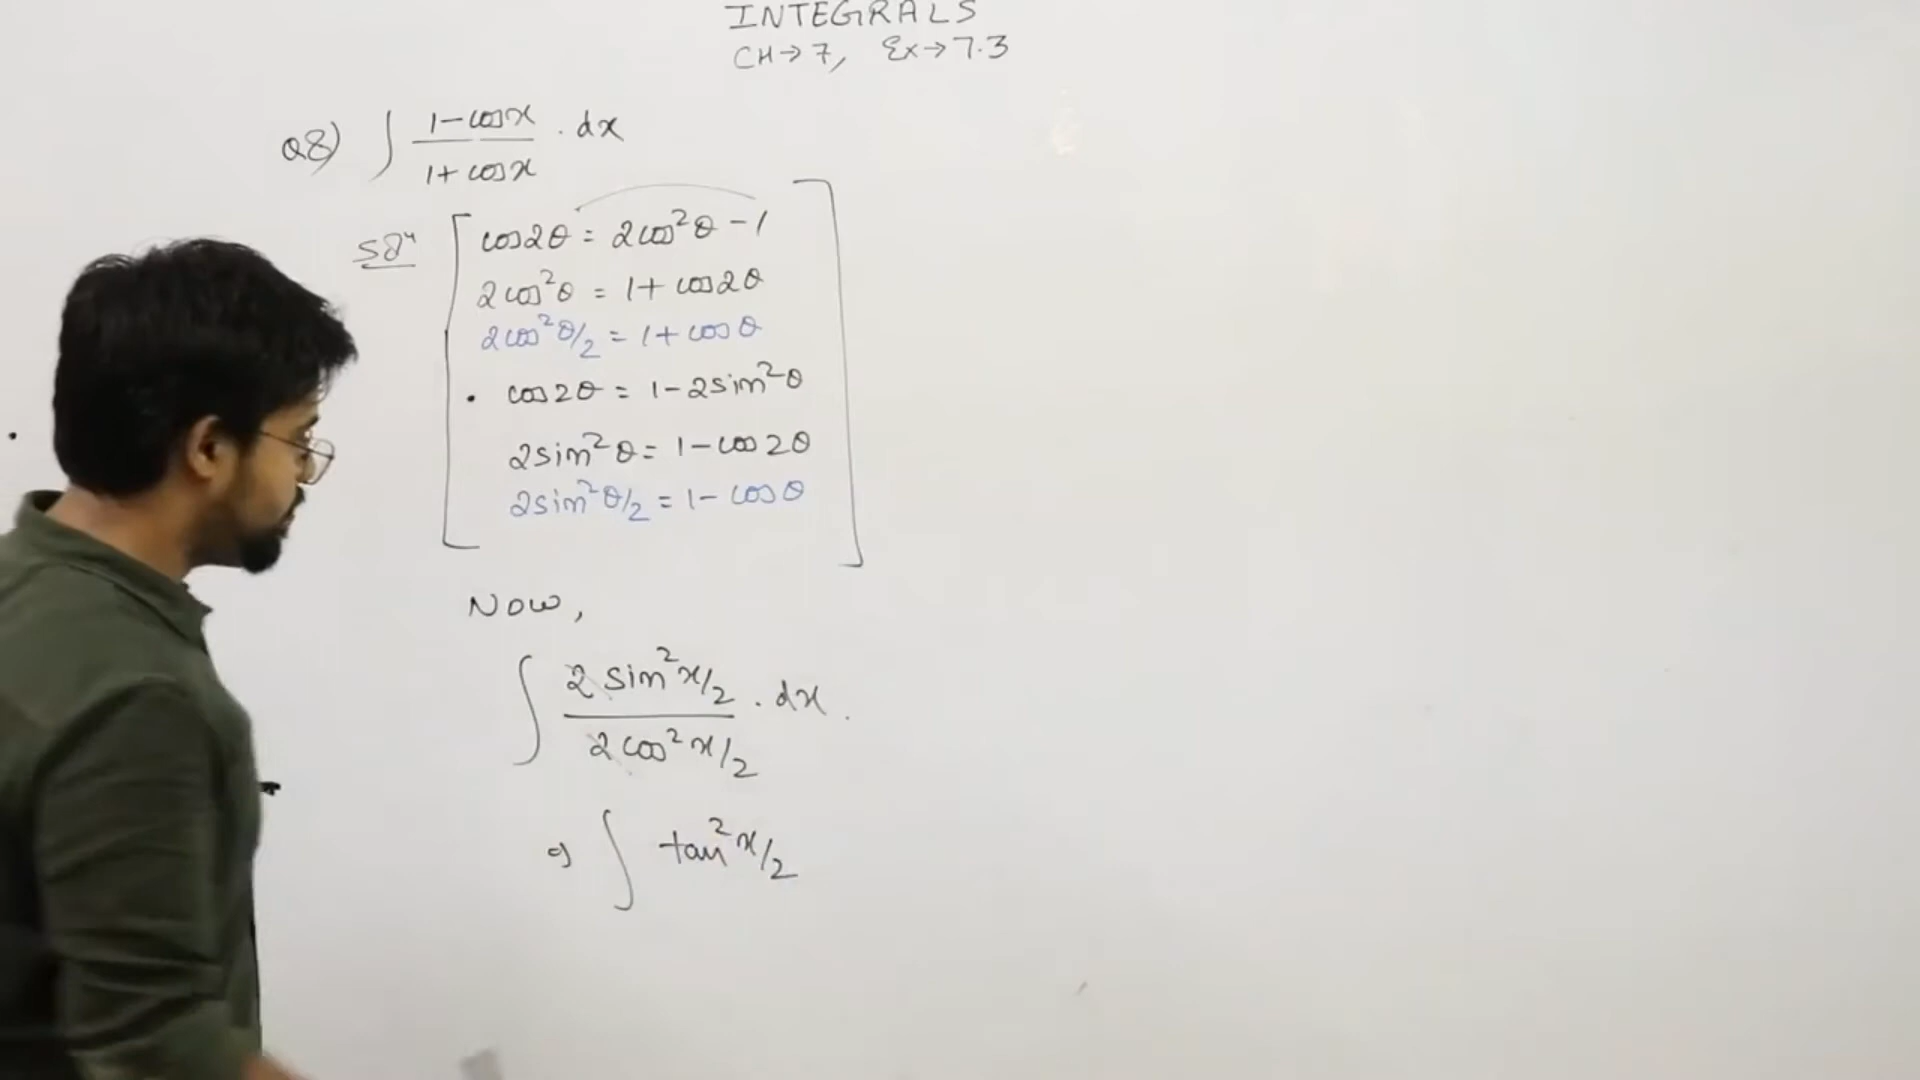 INTEGRALS
CH→7, Ex→7.3
Q8) ∫ (1-cosx)/(1+cosx) . dx
Solⁿ
cos2θ = 2cos²θ - 1
2cos²θ = 1 + cos2θ
2cos²θ/2 = 1 + cosθ
• cos2θ = 1 - 2sin²θ
2sin²θ = 1 - cos2θ
2sin²θ/2 = 1 - cosθ
Now,
∫ (2sin²x/2)/(2cos²x/2) . dx .
⇒ ∫ tan²x/2